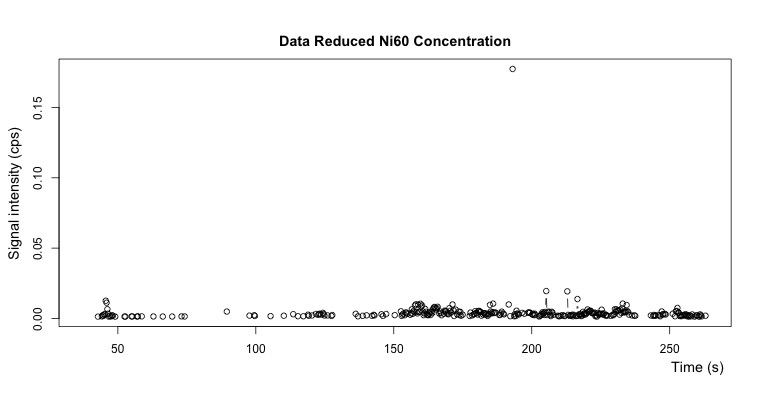 Data Reduced Ni60 Concentration
Signal intensity (cps)
0.15
0.10
0.05
0.00
50 100 150 200 250
Time (s)